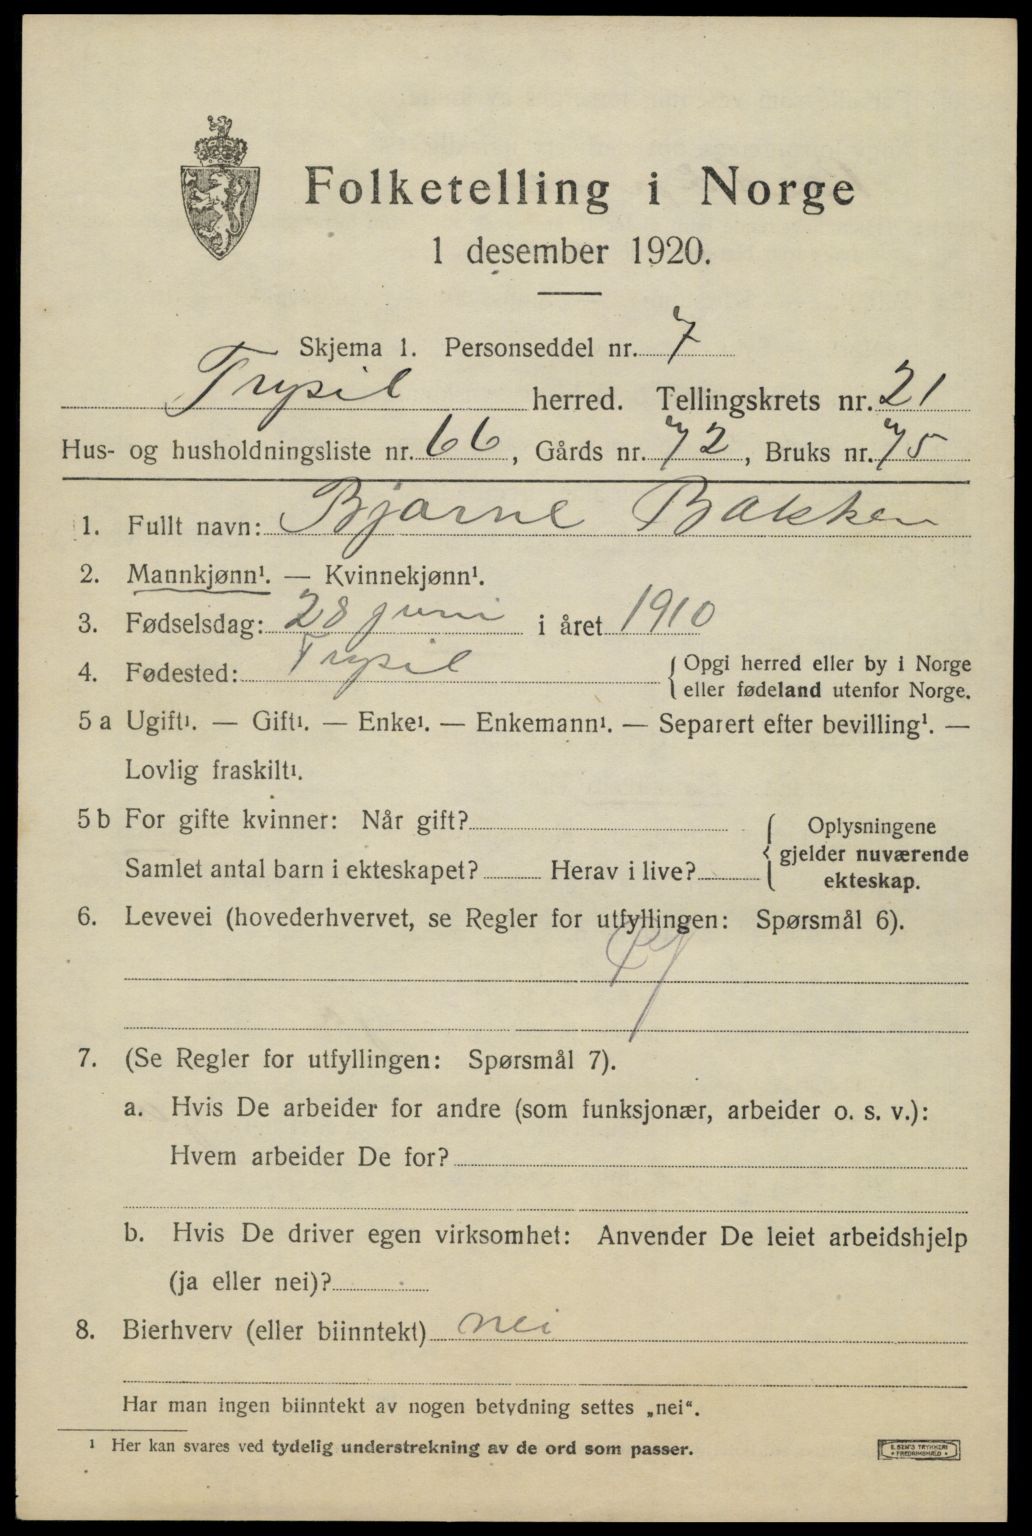 Folketelling i Norge
1 desember 1920.
Skjema 1. Personseddel nr. 7
Trysil herred. Tellingskrets nr. 21
Hus- og husholdningsliste nr. 66, Gårds nr. 72, Bruks nr. 75
1. Fullt navn: Bjarne Bakken
2. Mannkjønn¹. — Kvinnekjønn¹.
3. Fødselsdag: 28 juni i året 1910
4. Fødested: Trysil { Opgi herred eller by i Norge
eller fødeland utenfor Norge.
5 a Ugift¹. — Gift¹. — Enke¹. — Enkemann¹. — Separert efter bevilling¹. —
Lovlig fraskilt¹.
5 b For gifte kvinner: Når gift?
Samlet antal barn i ekteskapet? Herav i live?
{ Oplysningene
gjelder nuværende
ekteskap.
6. Levevei (hovederhvervet, se Regler for utfyllingen: Spørsmål 6).
7. (Se Regler for utfyllingen: Spørsmål 7).
a. Hvis De arbeider for andre (som funksjonær, arbeider o. s. v.):
Hvem arbeider De for?
b. Hvis De driver egen virksomhet: Anvender De leiet arbeidshjelp
(ja eller nei)?
8. Bierhverv (eller biinntekt) nei
Har man ingen biinntekt av nogen betydning settes „nei“.
¹ Her kan svares ved tydelig understrekning av de ord som passer.
E. SEM'S TRYKKERI
FREDRIKSHALD